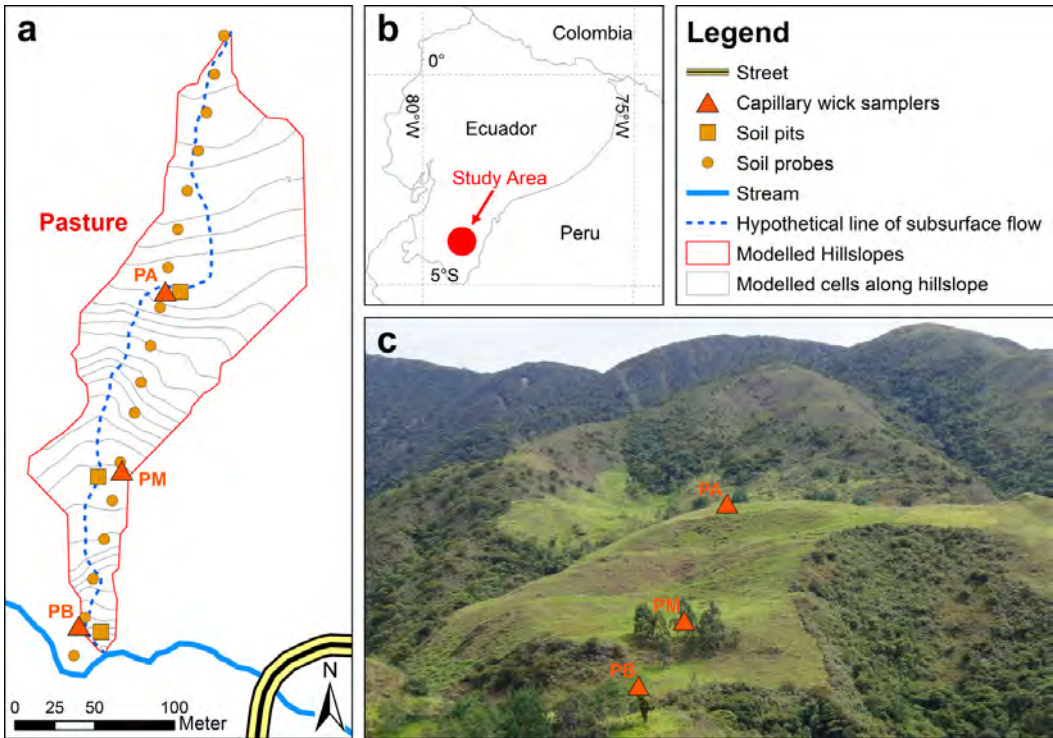 a
Pasture
PA
PM
PB
0 25 50 100
Meter
N
b
Colombia
0°
80°W
75°W
Ecuador
Study Area
Peru
5°S
Legend
Street
Capillary wick samplers
Soil pits
Soil probes
Stream
Hypothetical line of subsurface flow
Modelled Hillslopes
Modelled cells along hillslope
c
PA
PM
PB